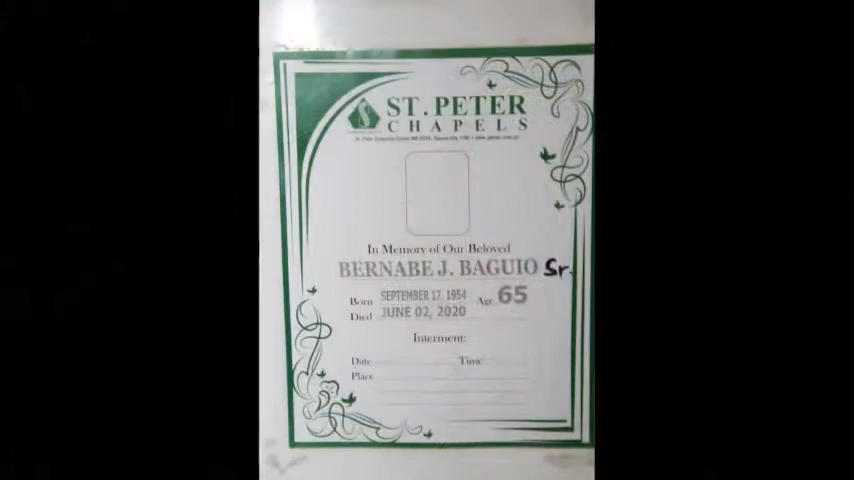 ST. PETER
CHAPELS
In Memory of Our Beloved
BERNABE J. BAGUIO Sr.
Born SEPTEMBER 17, 1954 Age 65
Died JUNE 02, 2020
Interment:
Date Time
Place